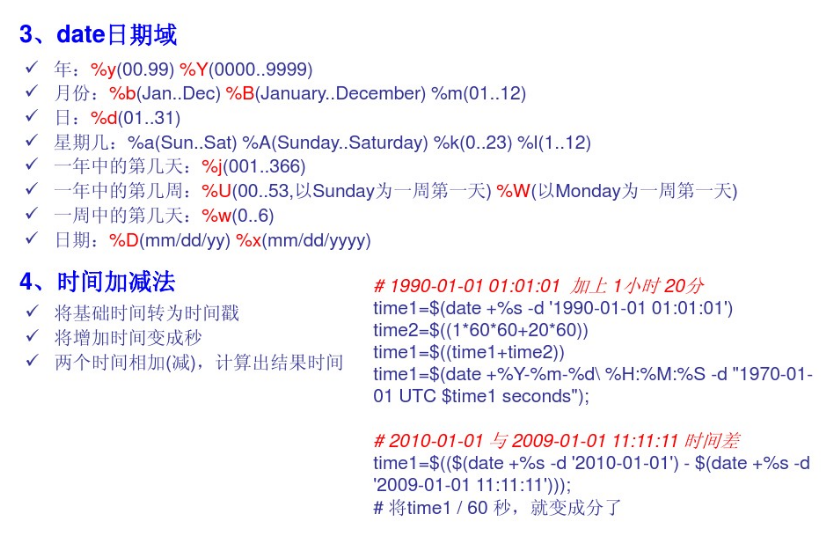 3、date日期域
✓ 年：%y(00.99) %Y(0000..9999)
✓ 月份：%b(Jan..Dec) %B(January..December) %m(01..12)
✓ 日：%d(01..31)
✓ 星期几：%a(Sun..Sat) %A(Sunday..Saturday) %k(0..23) %l(1..12)
✓ 一年中的第几天：%j(001..366)
✓ 一年中的第几周：%U(00..53,以Sunday为一周第一天) %W(以Monday为一周第一天)
✓ 一周中的第几天：%w(0..6)
✓ 日期：%D(mm/dd/yy) %x(mm/dd/yyyy)
4、时间加减法
✓ 将基础时间转为时间戳
✓ 将增加时间变成秒
✓ 两个时间相加(减)，计算出结果时间
# 1990-01-01 01:01:01 加上 1小时 20分
time1=$(date +%s -d '1990-01-01 01:01:01')
time2=$((1*60*60+20*60))
time1=$((time1+time2))
time1=$(date +%Y-%m-%d\ %H:%M:%S -d "1970-01-
01 UTC $time1 seconds");
# 2010-01-01 与 2009-01-01 11:11:11 时间差
time1=$(($(date +%s -d '2010-01-01') - $(date +%s -d
'2009-01-01 11:11:11')));
# 将time1 / 60 秒，就变成分了